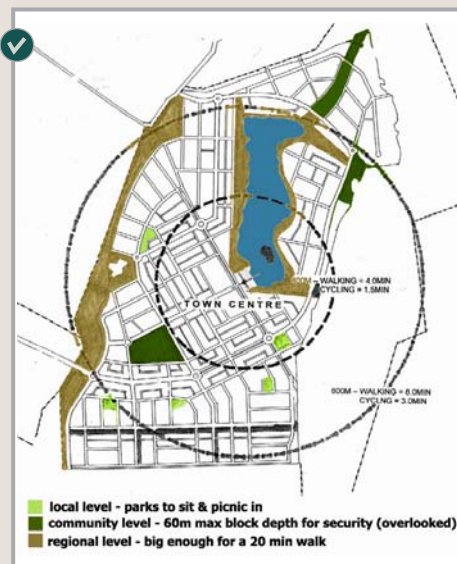 TOWN CENTRE
– WALKING = 4.0MIN
CYCLING = 1.5MIN
800M – WALKING = 8.0MIN
CYCLNG = 3.0MIN
local level - parks to sit & picnic in
community level - 60m max block depth for security (overlooked)
regional level - big enough for a 20 min walk